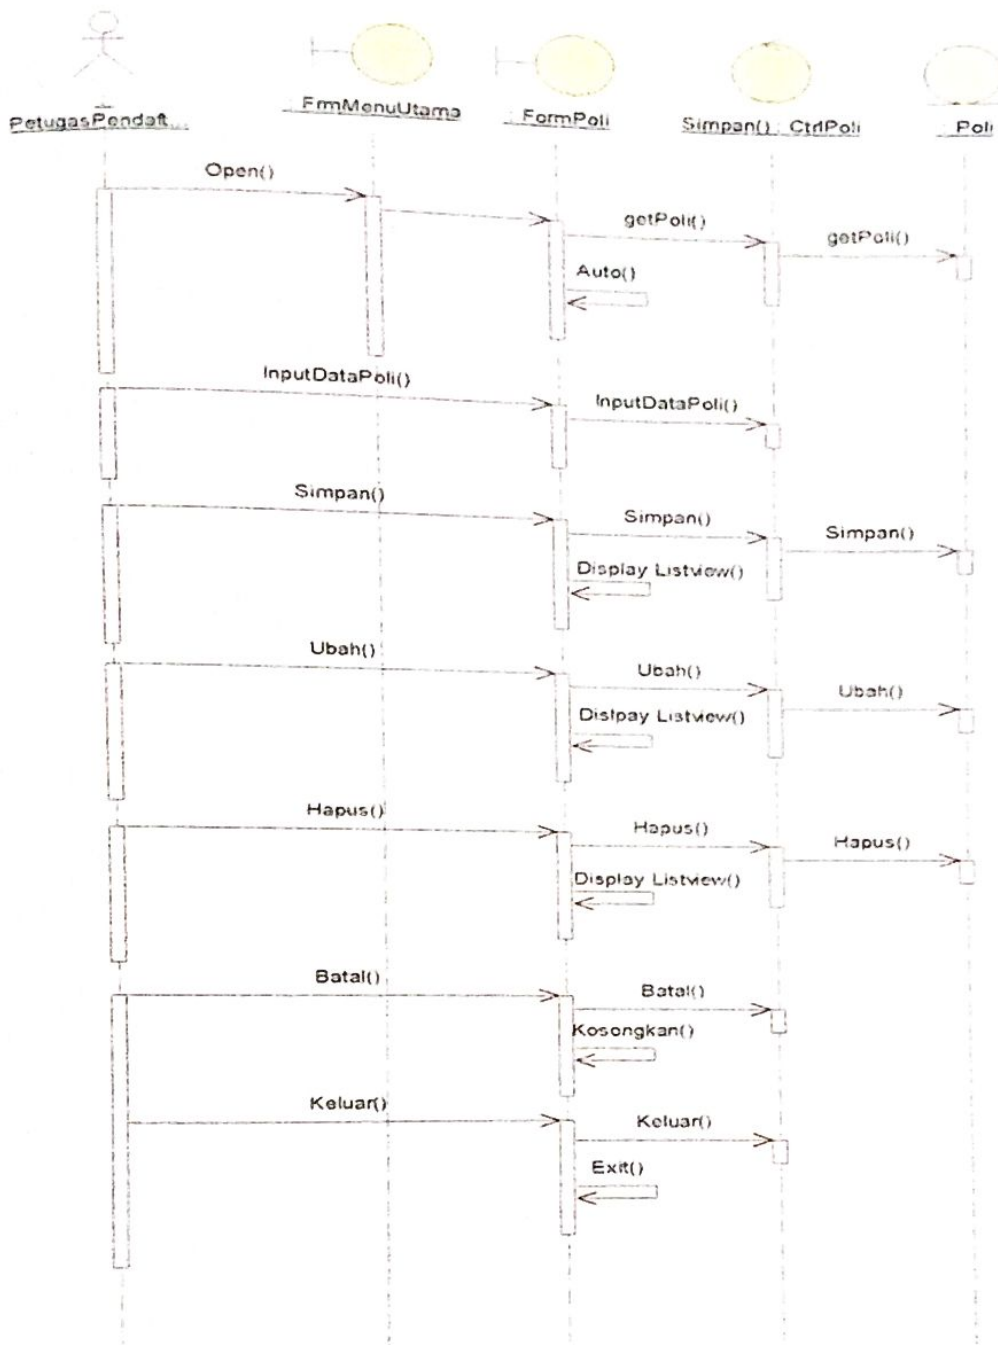 PetugasPendaft...
: FrmMenuUtama
: FormPoli
Simpan() : CtrlPoli
: Poli
Open()
getPoli()
getPoli()
Auto()
InputDataPoli()
InputDataPoli()
Simpan()
Simpan()
Simpan()
Display Listview()
Ubah()
Ubah()
Ubah()
Distpay Listview()
Hapus()
Hapus()
Hapus()
Display Listview()
Batal()
Batal()
Kosongkan()
Keluar()
Keluar()
Exit()